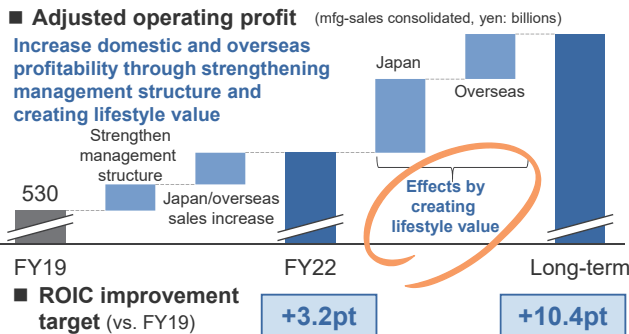 ■ Adjusted operating profit (mfg-sales consolidated, yen: billions)
Increase domestic and overseas
profitability through strengthening
management structure and
creating lifestyle value
Japan
Overseas
Strengthen
management
structure
Japan/overseas
sales increase
530
Effects by
creating
lifestyle value
FY19
FY22
Long-term
■ ROIC improvement
target (vs. FY19)
+3.2pt
+10.4pt